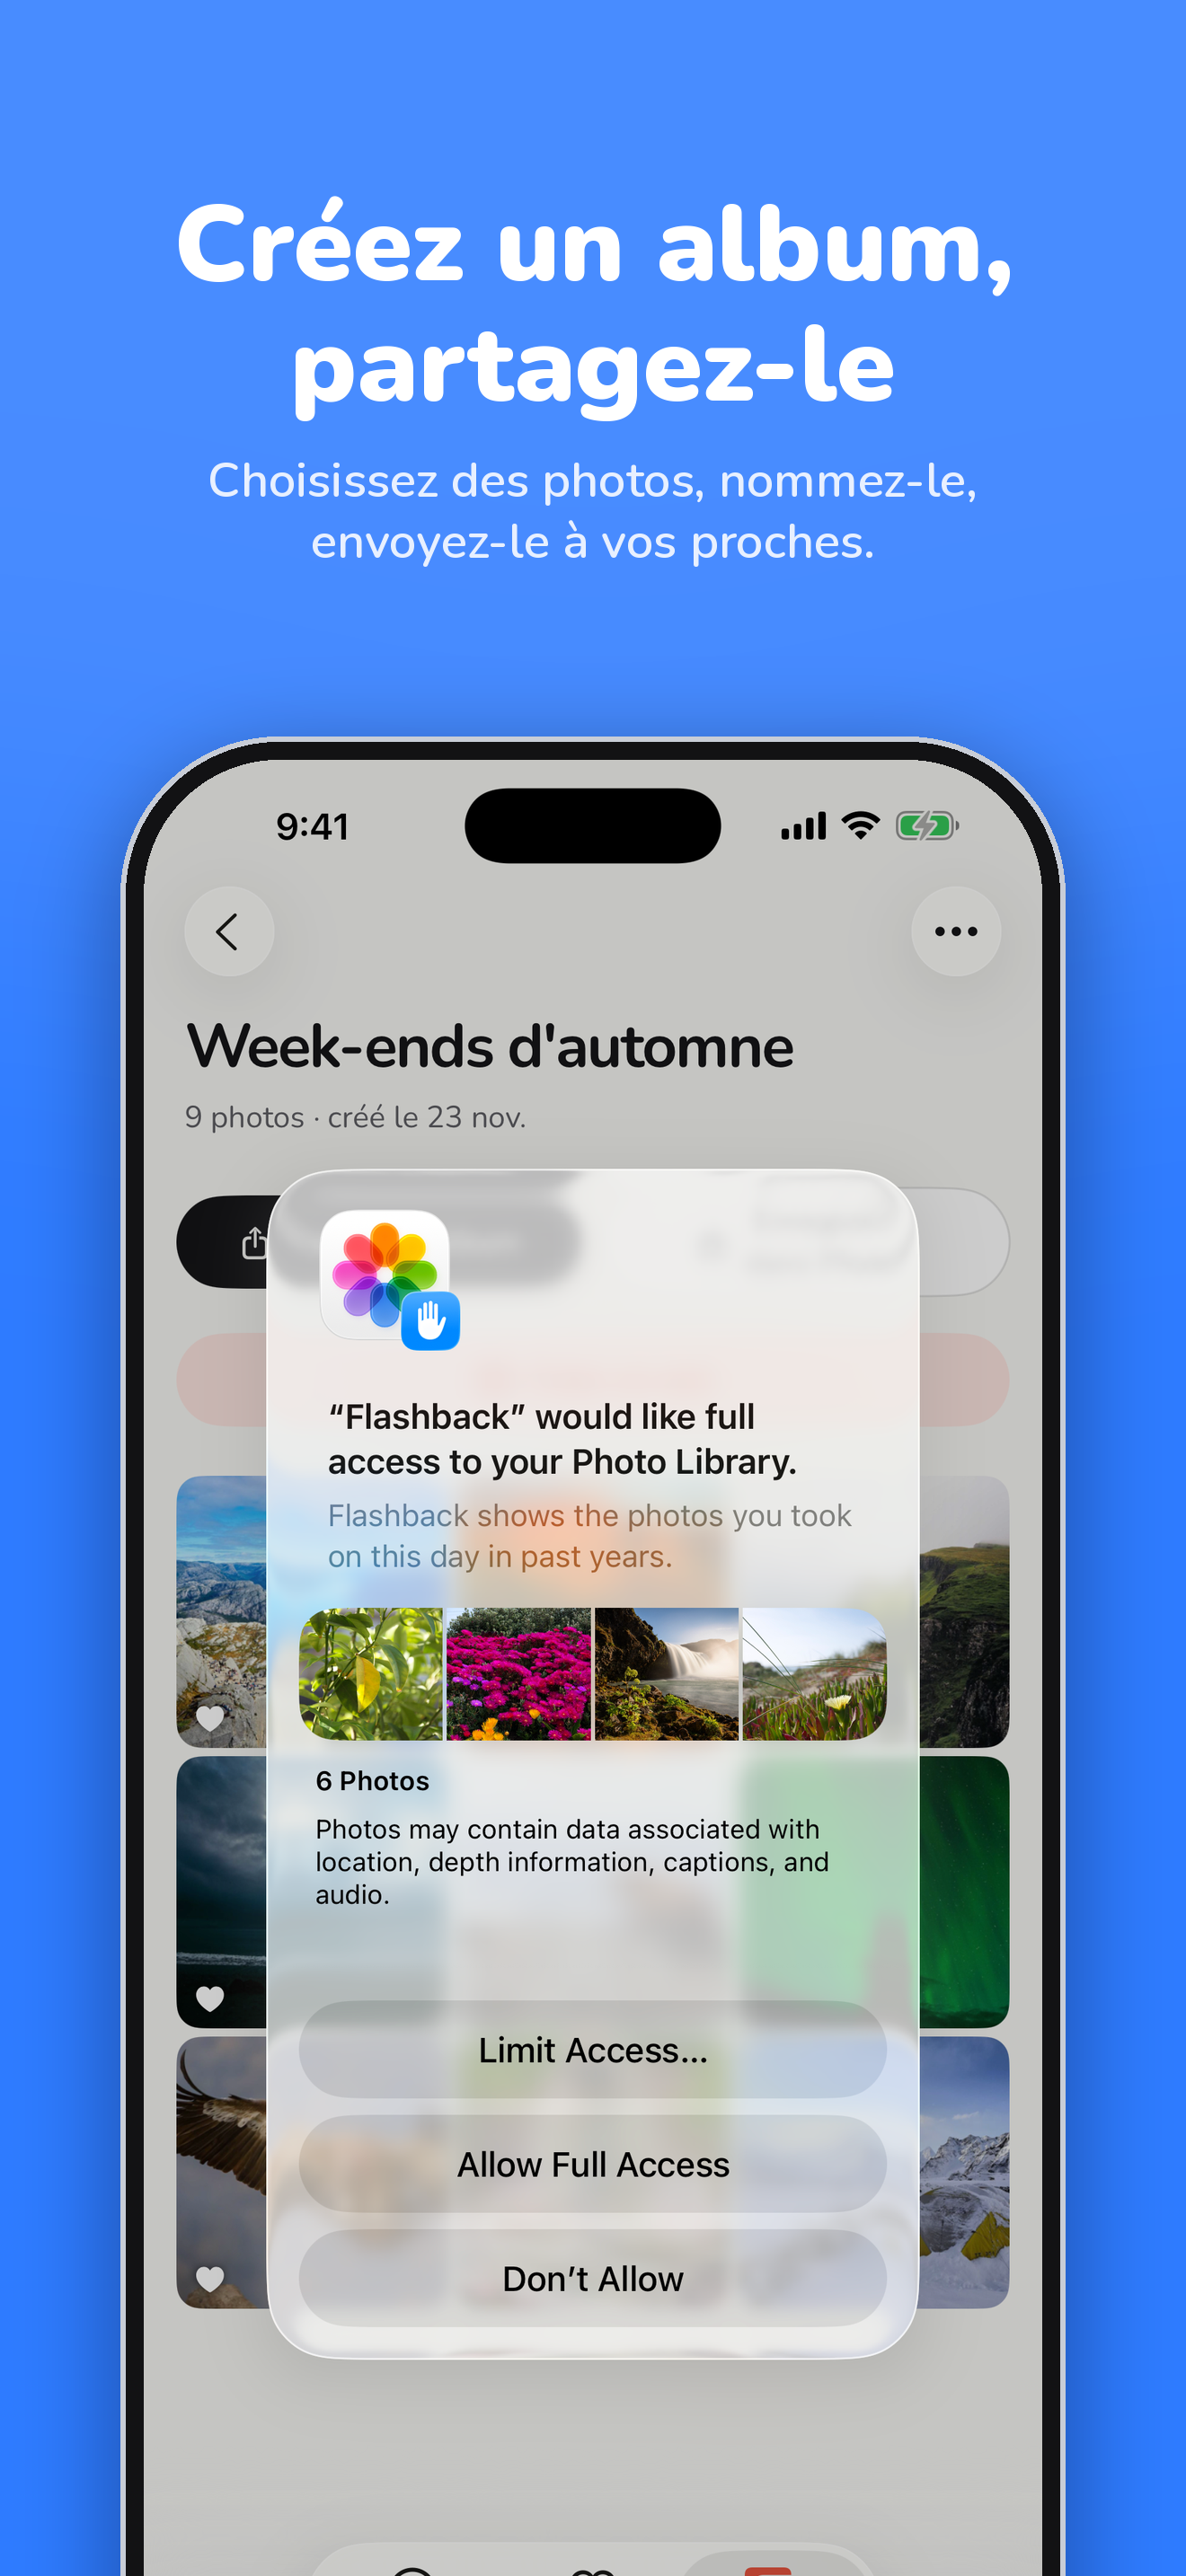 Créez un album,
partagez-le
Choisissez des photos, nommez-le,
envoyez-le à vos proches.
9:41
Week-ends d'automne
9 photos · créé le 23 nov.
“Flashback” would like full
access to your Photo Library.
Flashback shows the photos you took
on this day in past years.
6 Photos
Photos may contain data associated with
location, depth information, captions, and
audio.
Limit Access...
Allow Full Access
Don’t Allow